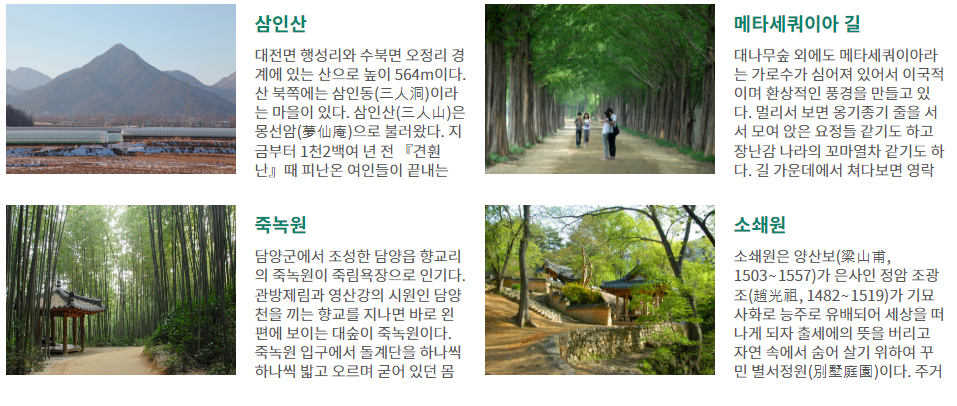 삼인산
대전면 행성리와 수북면 오정리 경
계에 있는 산으로 높이 564m이다.
산 북쪽에는 삼인동(三人洞)이라
는 마을이 있다. 삼인산(三人山)은
몽선암(夢仙庵)으로 불러왔다. 지
금부터 1천2백여 년 전 『견훤
난』때 피난온 여인들이 끝내는
메타세쿼이아 길
대나무숲 외에도 메타세쿼이아라
는 가로수가 심어져 있어서 이국적
이며 환상적인 풍경을 만들고 있
다. 멀리서 보면 옹기종기 줄을 서
서 모여 앉은 요정들 같기도 하고
장난감 나라의 꼬마열차 같기도 하
다. 길 가운데에서 쳐다보면 영락
죽녹원
담양군에서 조성한 담양읍 향교리
의 죽녹원이 죽림욕장으로 인기다.
관방제림과 영산강의 시원인 담양
천을 끼는 향교를 지나면 바로 왼
편에 보이는 대숲이 죽녹원이다.
죽녹원 입구에서 돌계단을 하나씩
하나씩 밟고 오르며 굳어 있던 몸
소쇄원
소쇄원은 양산보(梁山甫,
1503~1557)가 은사인 정암 조광
조(趙光祖, 1482~1519)가 기묘
사화로 능주로 유배되어 세상을 떠
나게 되자 출세에의 뜻을 버리고
자연 속에서 숨어 살기 위하여 꾸
민 별서정원(別墅庭園)이다. 주거